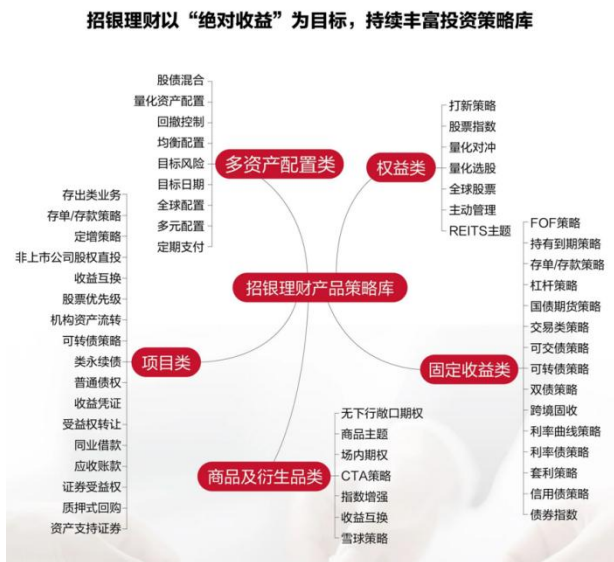 招银理财以“绝对收益”为目标，持续丰富投资策略库
股债混合
量化资产配置
回撤控制
均衡配置
目标风险
目标日期
全球配置
多元配置
定期支付
多资产配置类
打新策略
股票指数
量化对冲
量化选股
全球股票
主动管理
REITS主题
权益类
招银理财产品策略库
存出类业务
存单/存款策略
定增策略
非上市公司股权直投
收益互换
股票优先级
机构资产流转
可转债策略
类永续债
普通债权
收益凭证
受益权转让
同业借款
应收账款
证券受益权
质押式回购
资产支持证券
项目类
FOF策略
持有到期策略
存单/存款策略
杠杆策略
国债期货策略
交易类策略
可交债策略
可转债策略
双债策略
跨境固收
利率曲线策略
利率债策略
套利策略
信用债策略
债券指数
固定收益类
商品及衍生品类
无下行敞口期权
商品主题
场内期权
CTA策略
指数增强
收益互换
雪球策略